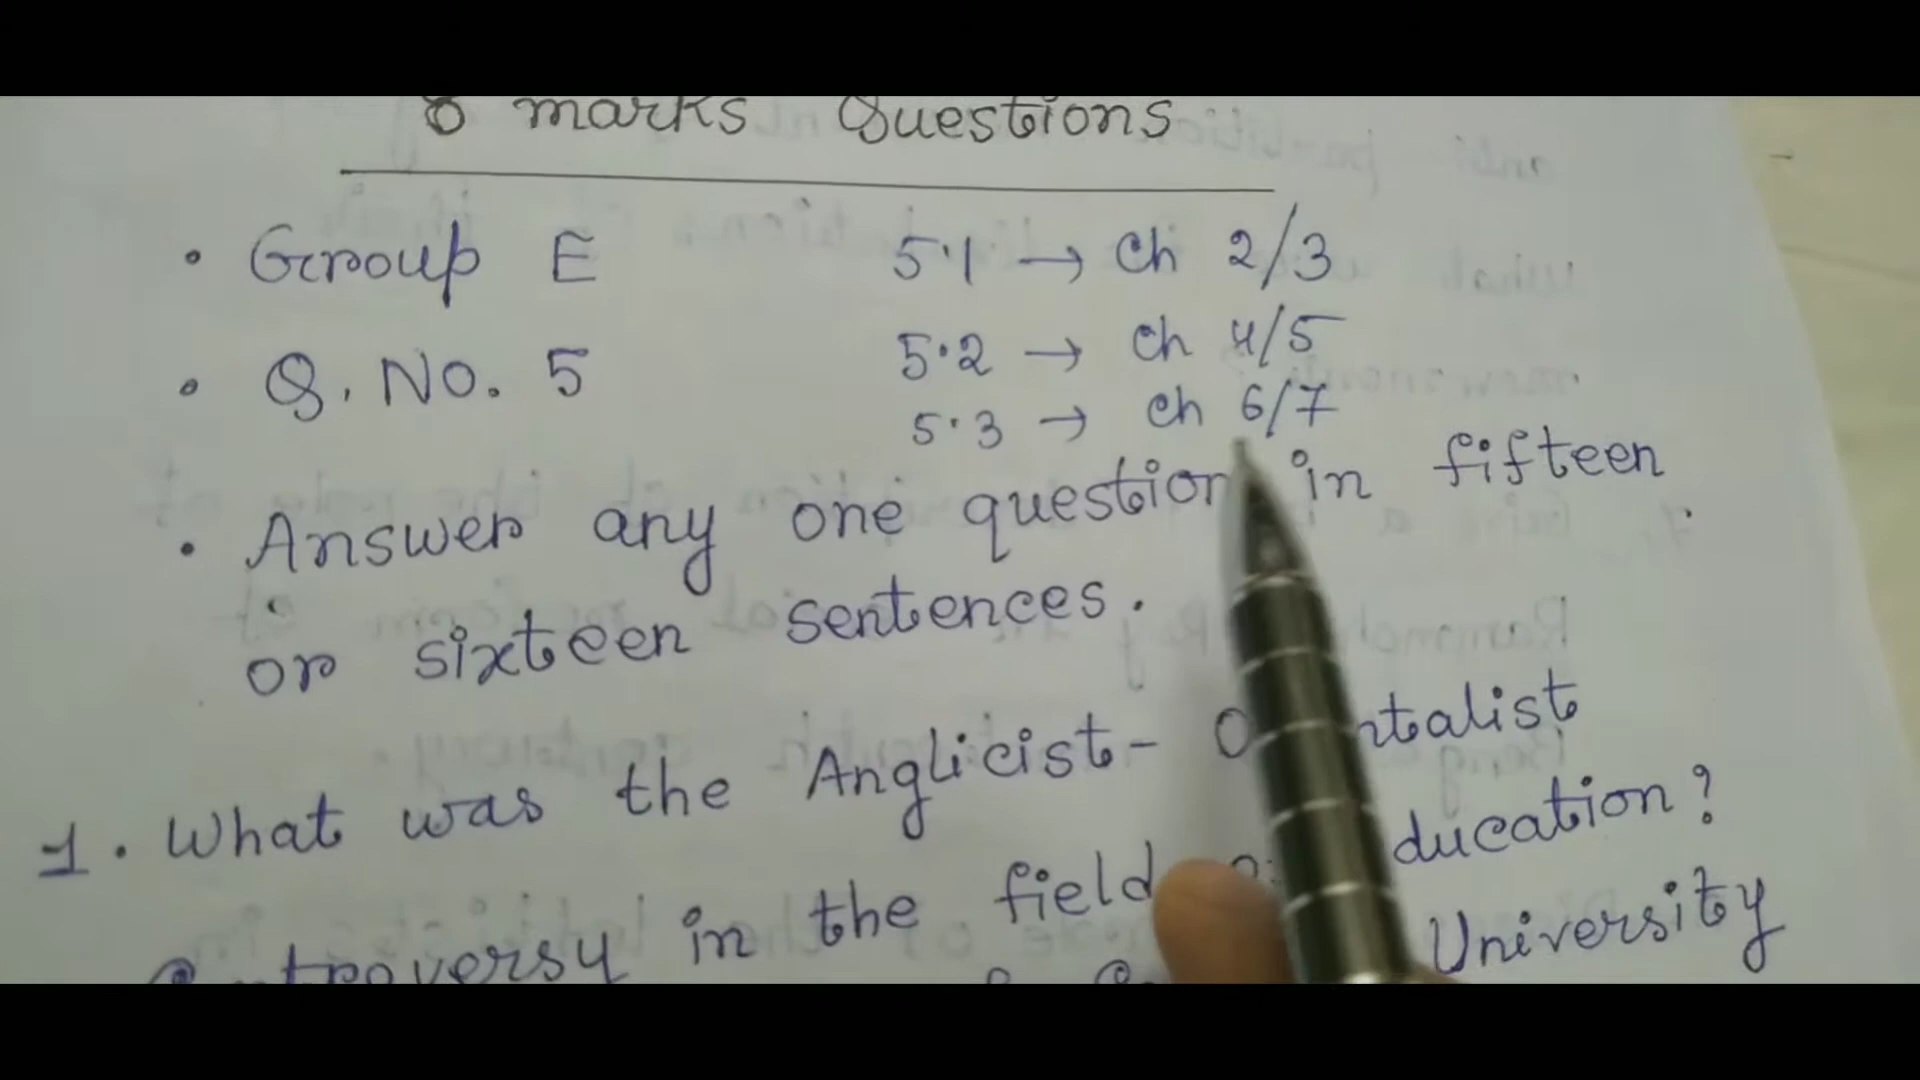 8 marks Questions
• Group E 5.1 → Ch 2/3
• Q. No. 5 5.2 → Ch 4/5
5.3 → Ch 6/7
• Answer any one question in fifteen
or sixteen sentences.
1. What was the Anglicist-
in the field education?
University